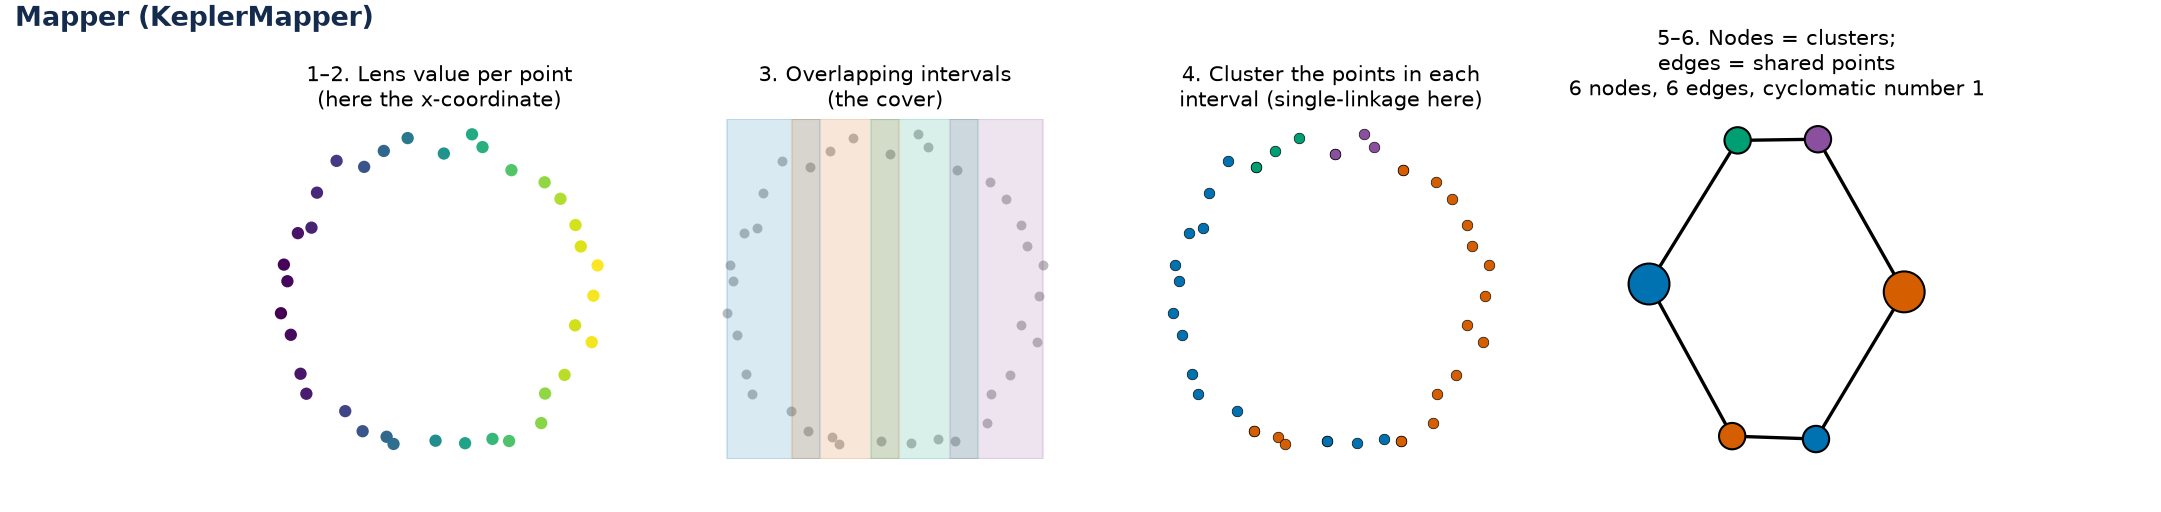 Mapper (KeplerMapper)
1–2. Lens value per point
(here the x-coordinate)
3. Overlapping intervals
(the cover)
4. Cluster the points in each
interval (single-linkage here)
5–6. Nodes = clusters;
edges = shared points
6 nodes, 6 edges, cyclomatic number 1